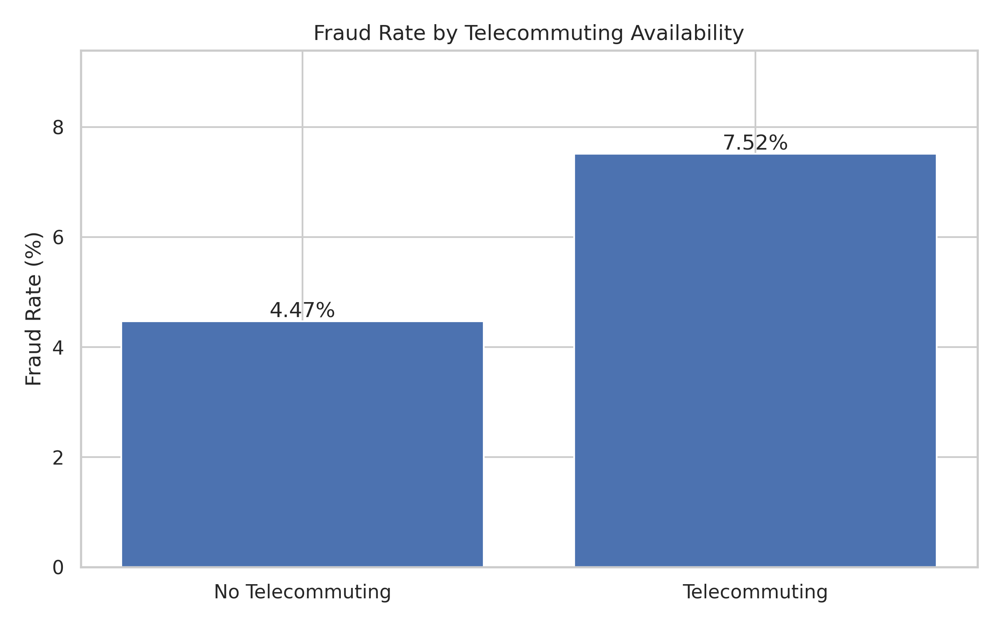 Fraud Rate by Telecommuting Availability
Fraud Rate (%)
8
6
4
2
0
7.52%
4.47%
No Telecommuting
Telecommuting